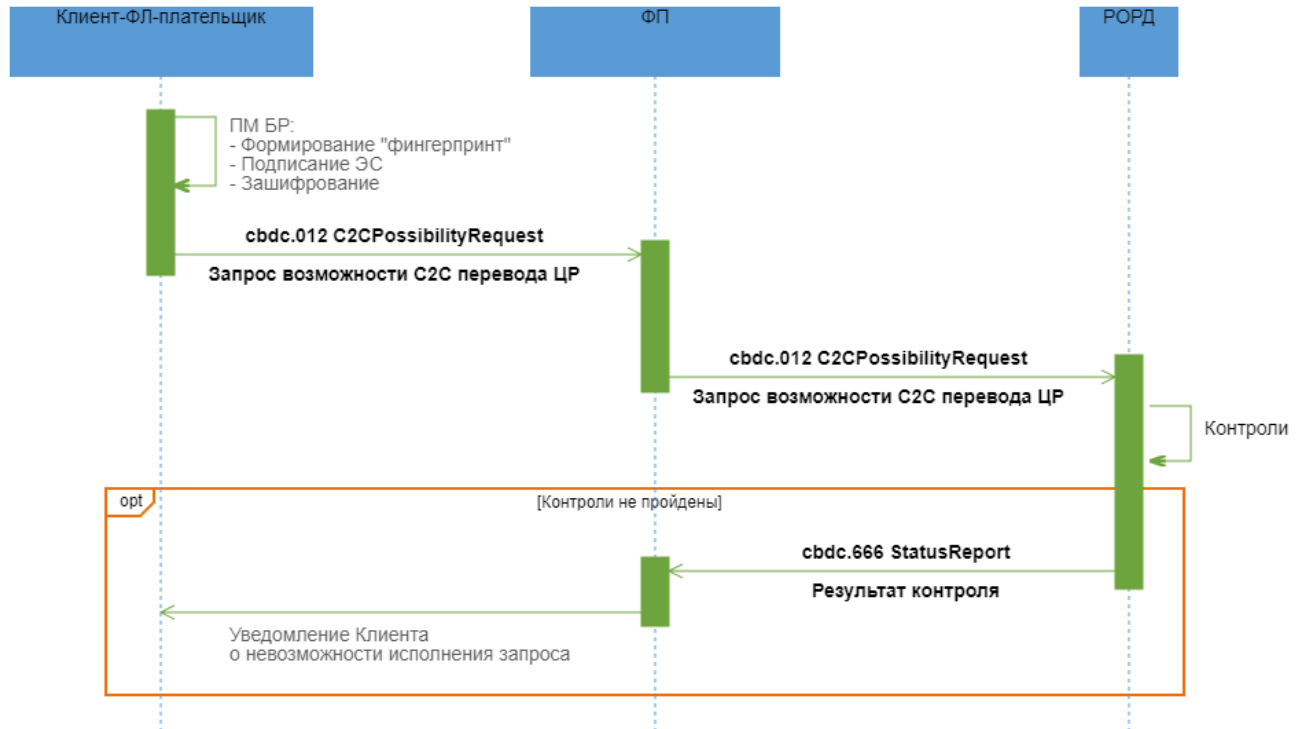 Клиент-ФЛ-плательщик
ФП
РОРД
ПМ БР:
- Формирование "фингерпринт"
- Подписание ЭС
- Зашифрование
cbdc.012 C2CPossibilityRequest
Запрос возможности С2С перевода ЦР
cbdc.012 C2CPossibilityRequest
Запрос возможности С2С перевода ЦР
Контроли
opt
[Контроли не пройдены]
cbdc.666 StatusReport
Результат контроля
Уведомление Клиента
о невозможности исполнения запроса